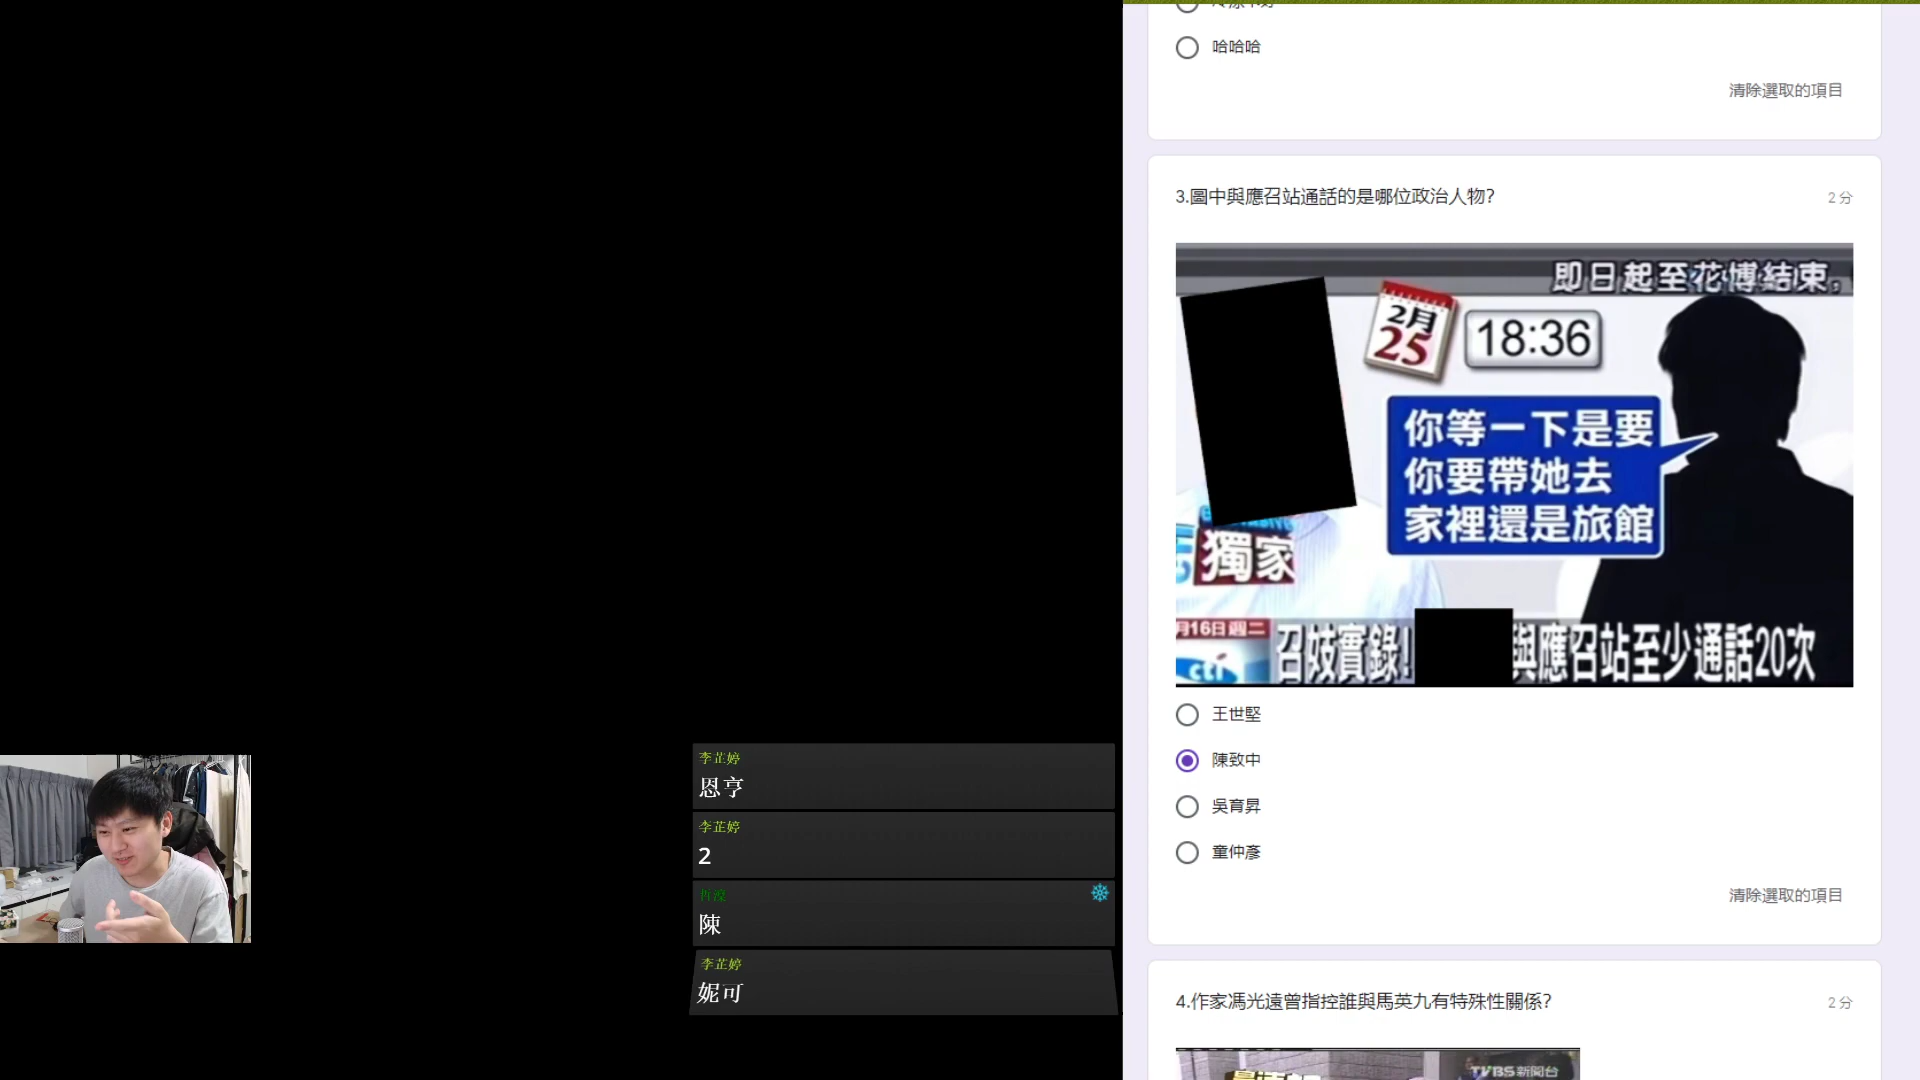 哈哈哈
清除選取的項目
3.圖中與應召站通話的是哪位政治人物?
2 分
即日起至花博結束,
2月
25
18:36
你等一下是要
你要帶她去
家裡還是旅館
獨家
月16日週二
cti
召妓實錄!
與應召站至少通話20次
王世堅
陳致中
吳育昇
童仲彥
清除選取的項目
4.作家馮光遠曾指控誰與馬英九有特殊性關係?
2 分
TVBS新聞台
李芷婷
恩亨
李芷婷
2
陳
李芷婷
妮可